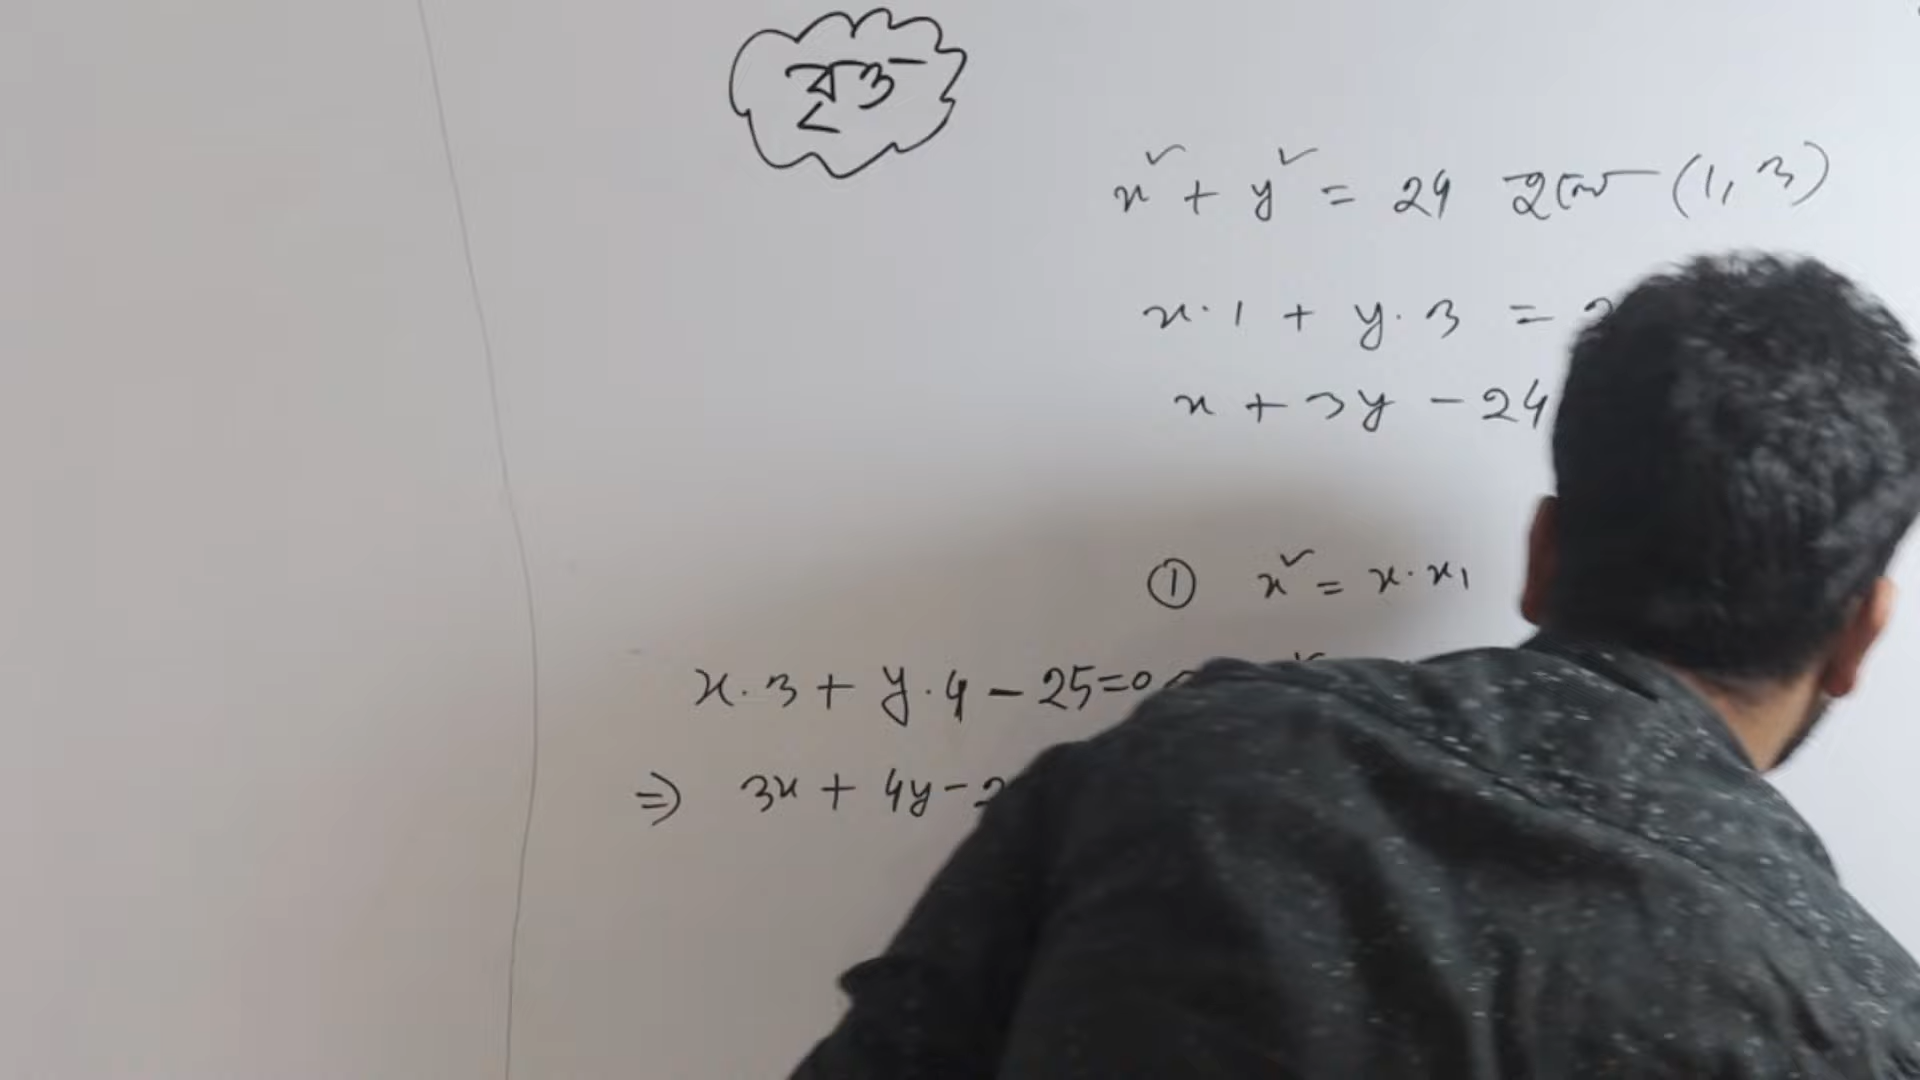 বৃত্ত
x² + y² = 24 হলে (1, 3)
x·1 + y·3 =
x + 3y - 24
① x² = x·x₁
x·3 + y·4 - 25=0
⇒ 3x + 4y - 2